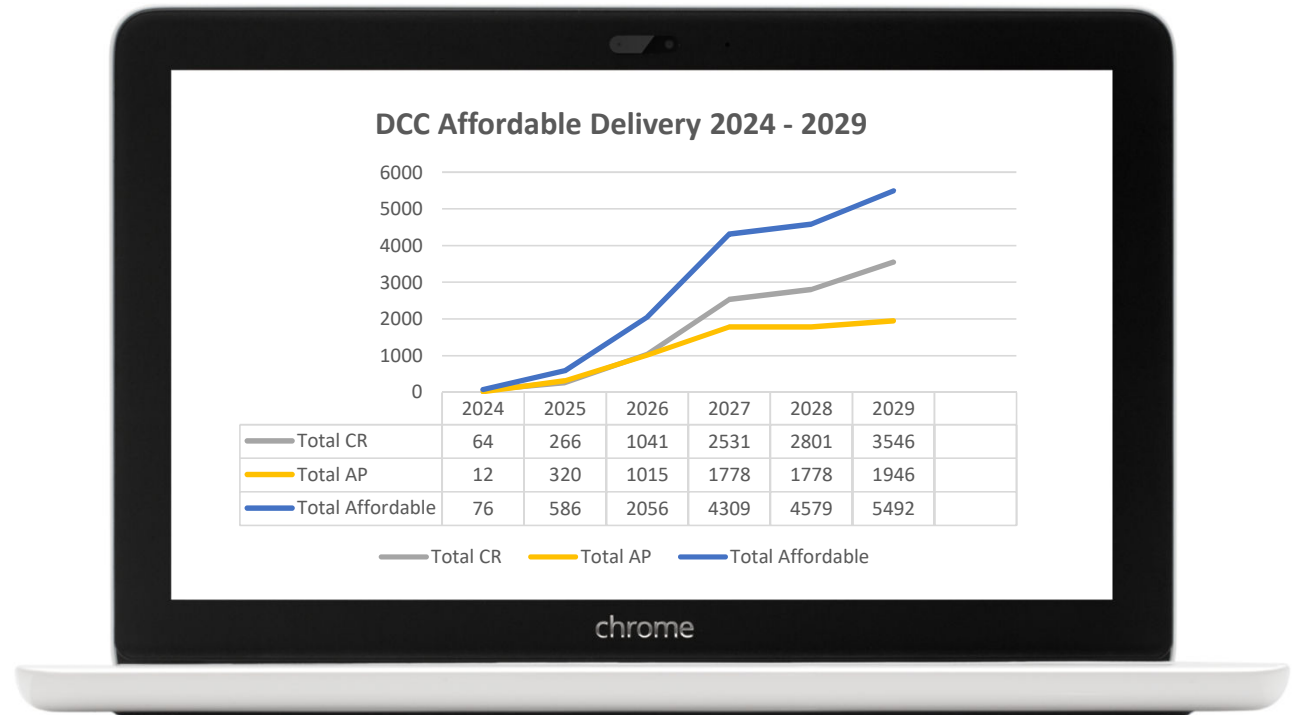 DCC Affordable Delivery 2024 - 2029
6000
5000
4000
3000
2000
1000
0
2024 2025 2026 2027 2028 2029
Total CR 64 266 1041 2531 2801 3546
Total AP 12 320 1015 1778 1778 1946
Total Affordable 76 586 2056 4309 4579 5492
Total CR Total AP Total Affordable
chrome